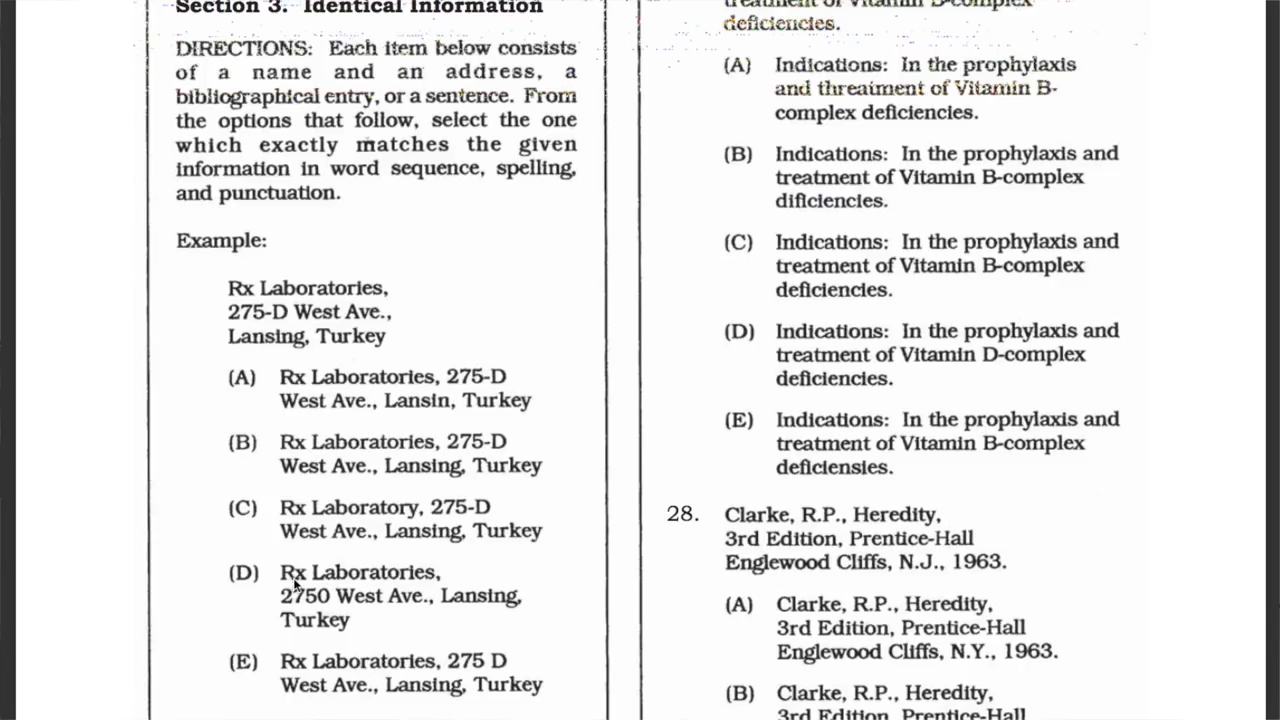 Section 3. Identical Information
DIRECTIONS: Each item below consists
of a name and an address, a
bibliographical entry, or a sentence. From
the options that follow, select the one
which exactly matches the given
information in word sequence, spelling,
and punctuation.
Example:
Rx Laboratories,
275-D West Ave.,
Lansing, Turkey
(A) Rx Laboratories, 275-D
West Ave., Lansin, Turkey
(B) Rx Laboratories, 275-D
West Ave., Lansing, Turkey
(C) Rx Laboratory, 275-D
West Ave., Lansing, Turkey
(D) Rx Laboratories,
2750 West Ave., Lansing,
Turkey
(E) Rx Laboratories, 275 D
West Ave., Lansing, Turkey
treatment of Vitamin B-complex
deficiencies.
(A) Indications: In the prophylaxis
and threatment of Vitamin B-
complex deficiencies.
(B) Indications: In the prophylaxis and
treatment of Vitamin B-complex
dificiencies.
(C) Indications: In the prophylaxis and
treatment of Vitamin B-complex
deficiencies.
(D) Indications: In the prophylaxis and
treatment of Vitamin D-complex
deficiencies.
(E) Indications: In the prophylaxis and
treatment of Vitamin B-complex
deficiensies.
28. Clarke, R.P., Heredity,
3rd Edition, Prentice-Hall
Englewood Cliffs, N.J., 1963.
(A) Clarke, R.P., Heredity,
3rd Edition, Prentice-Hall
Englewood Cliffs, N.Y., 1963.
(B) Clarke, R.P., Heredity,
3rd Edition, Prentice-Hall